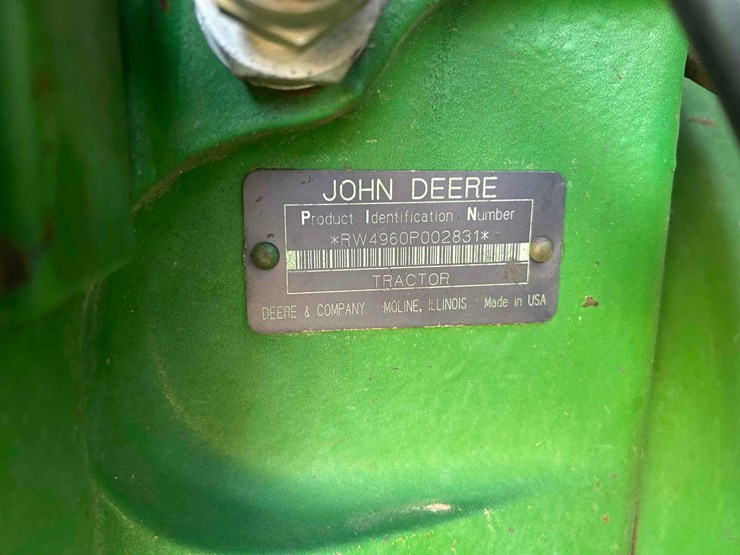 JOHN DEERE
Product Identification Number
*RW4960P002831*
TRACTOR
DEERE & COMPANY MOLINE, ILLINOIS Made in USA